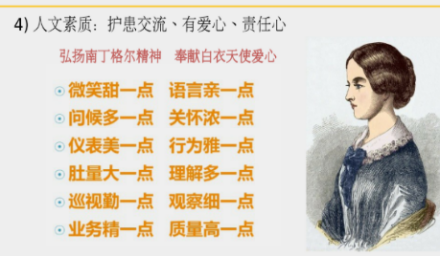 4) 人文素质：护患交流、有爱心、责任心
弘扬南丁格尔精神 奉献白衣天使爱心
微笑甜一点 语言亲一点
问候多一点 关怀浓一点
仪表美一点 行为雅一点
肚量大一点 理解多一点
巡视勤一点 观察细一点
业务精一点 质量高一点